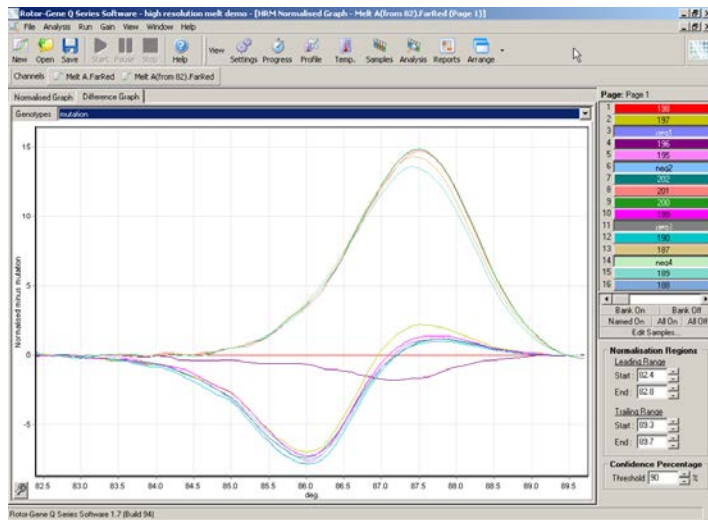 Rotor-Gene Q Series Software - high resolution melt demo - [HRM Normalised Graph - Melt A(from 82).FarRed (Page 1)]
File Analysis Run Gain View Window Help
New Open Save Start Pause Stop Help View Settings Progress Profile Temp. Samples Analysis Reports Arrange
Channels Melt A.FarRed Melt A(from 82).FarRed
Normalised Graph Difference Graph
Page: Page 1
Genotypes mutation
1 198
2 197
3
4 196
5 195
6 neg2
7 202
8 201
9 200
10
11
12 190
13 187
14 neg4
15 189
16 188
Bank On Bank Off
Named On All On All Off
Edit Samples...
Normalised minus mutation
15
10
5
0
-5
82.5 83.0 83.5 84.0 84.5 85.0 85.5 86.0 86.5 87.0 87.5 88.0 88.5 89.0 89.5
deg.
Normalisation Regions
Leading Range
Start: 82.4
End: 82.8
Trailing Range
Start: 89.3
End: 89.7
Confidence Percentage
Threshold 90 %
Rotor-Gene Q Series Software 1.7 (Build 94)